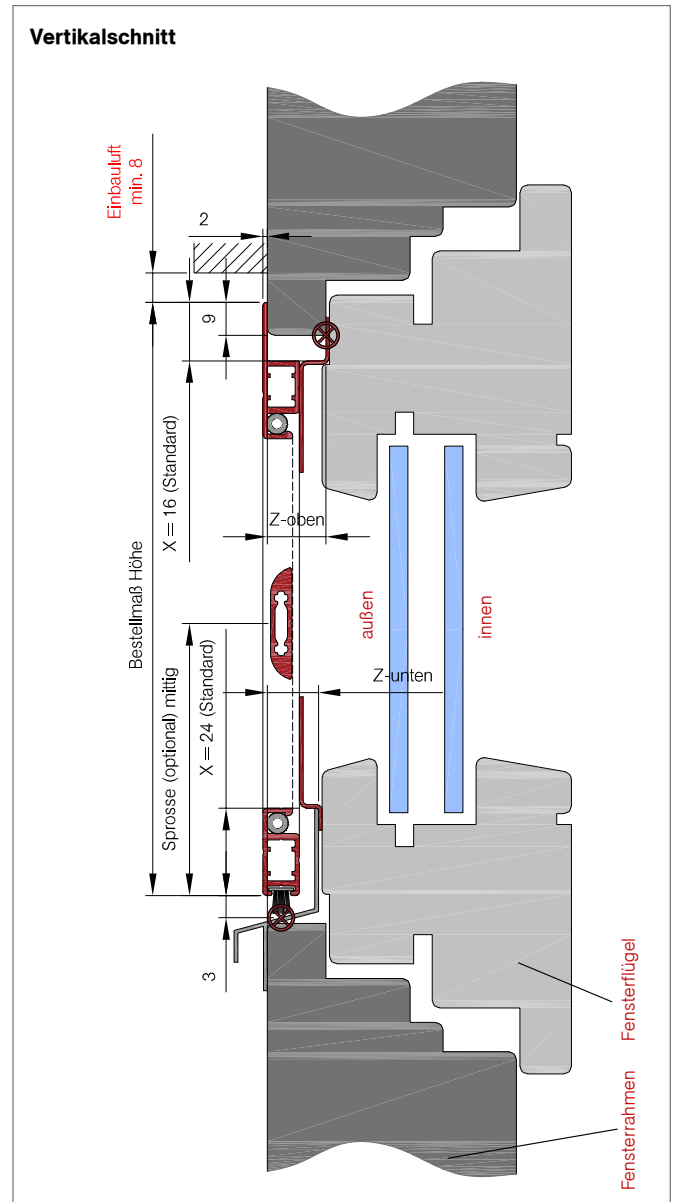 Vertikalschnitt
Einbauluft
min. 8
2
9
X = 16 (Standard)
Bestellmaß Höhe
Z-oben
außen
innen
Z-unten
Sprosse (optional) mittig
X = 24 (Standard)
3
Fensterflügel
Fensterrahmen